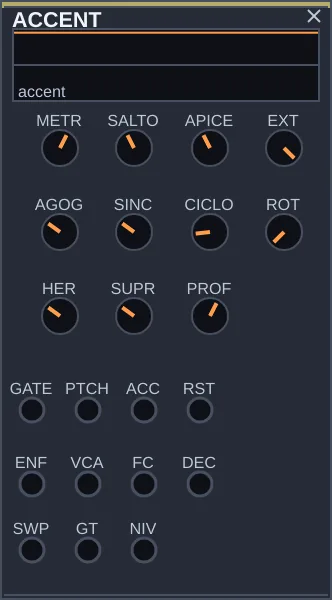 ACCENT
accent
METR SALTO APICE EXT
AGOG SINC CICLO ROT
HER SUPR PROF
GATE PTCH ACC RST
ENF VCA FC DEC
SWP GT NIV